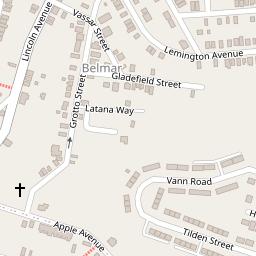 Vassar Street
Lincoln Avenue
Lemington Avenue
Belmar
Gladefield Street
Grotto Street
Latana Way
Vann Road
Apple Avenue
Tilden Street